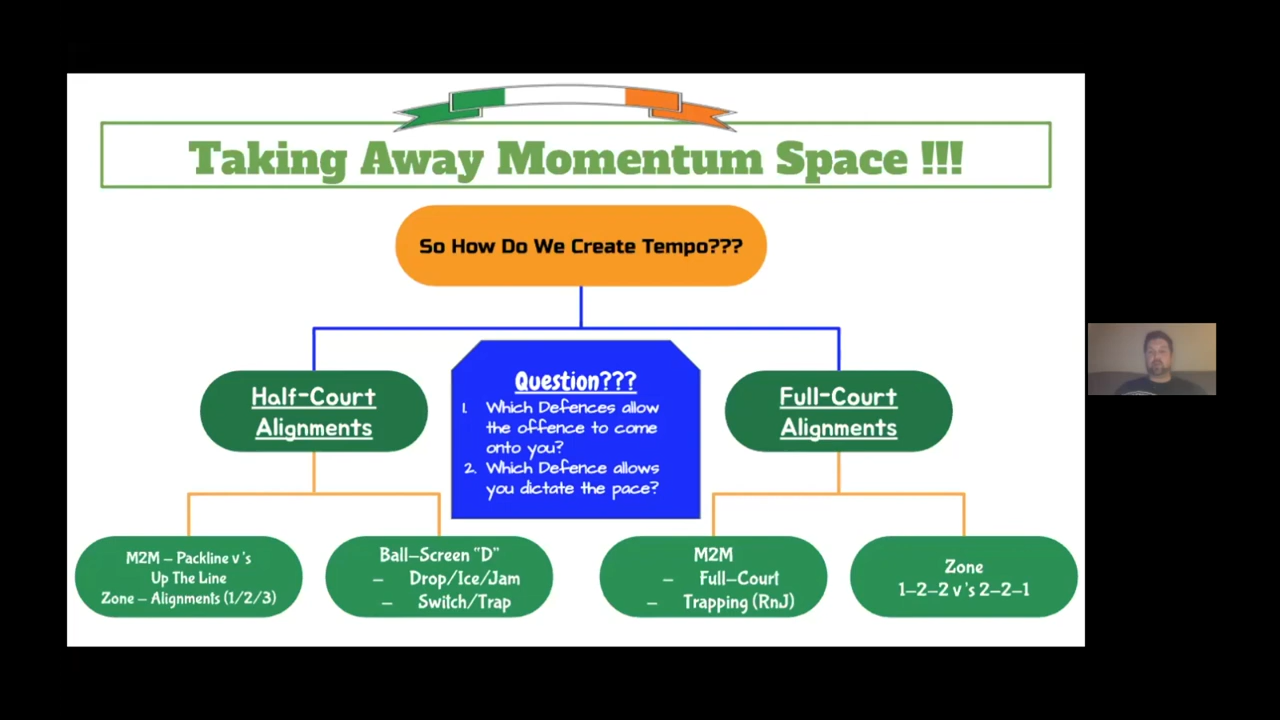 Taking Away Momentum Space !!!
So How Do We Create Tempo???
Half-Court
Alignments
Question???
1. Which Defences allow
the offence to come
onto you?
2. Which Defence allows
you dictate the pace?
Full-Court
Alignments
M2M – Packline v's
Up The Line
Zone – Alignments (1/2/3)
Ball-Screen "D"
– Drop/Ice/Jam
– Switch/Trap
M2M
– Full-Court
– Trapping (RnJ)
Zone
1-2-2 v's 2-2-1